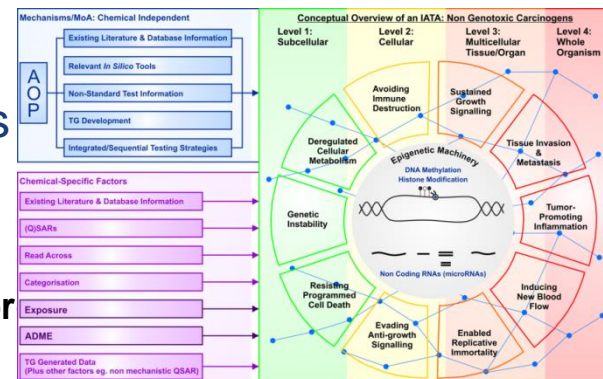 Mechanisms/MoA: Chemical Independent
AOP
Existing Literature & Database Information
Relevant In Silico Tools
Non-Standard Test Information
TG Development
Integrated/Sequential Testing Strategies
s
Chemical-Specific Factors
Existing Literature & Database Information
(Q)SARs
Read Across
Categorisation
Exposure
ADME
TG Generated Data
(Plus other factors eg. non mechanistic QSAR)
or
Conceptual Overview of an IATA: Non Genotoxic Carcinogens
Level 1:
Subcellular
Level 2:
Cellular
Level 3:
Multicellular
Tissue/Organ
Level 4:
Whole
Organism
Avoiding
Immune
Destruction
Sustained
Growth
Signalling
Deregulated
Cellular
Metabolism
Tissue Invasion
&
Metastasis
Epigenetic Machinery
DNA Methylation
Histone Modification
Genetic
Instability
Tumor-
Promoting
Inflammation
Non Coding RNAs (microRNAs)
Resisting
Programmed
Cell Death
Inducing
New Blood
Flow
Evading
Anti-growth
Signalling
Enabled
Replicative
Immortality